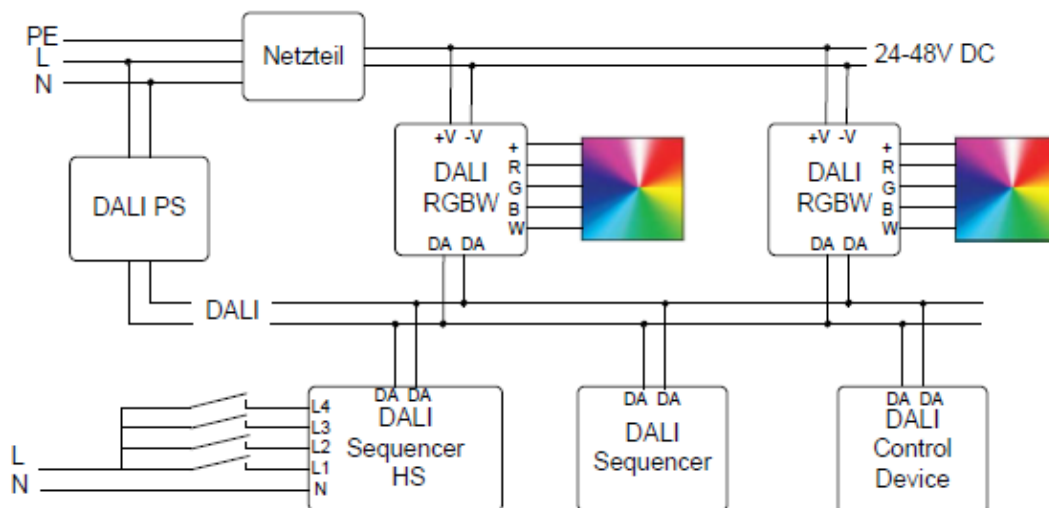 PE
L
N
Netzteil
24-48V DC
DALI PS
+V -V
DALI
RGBW
+
R
G
B
W
DA DA
+V -V
DALI
RGBW
+
R
G
B
W
DA DA
DALI
L
N
L4
L3
L2
L1
N
DA DA
DALI
Sequencer
HS
DA DA
DALI
Sequencer
DA DA
DALI
Control
Device